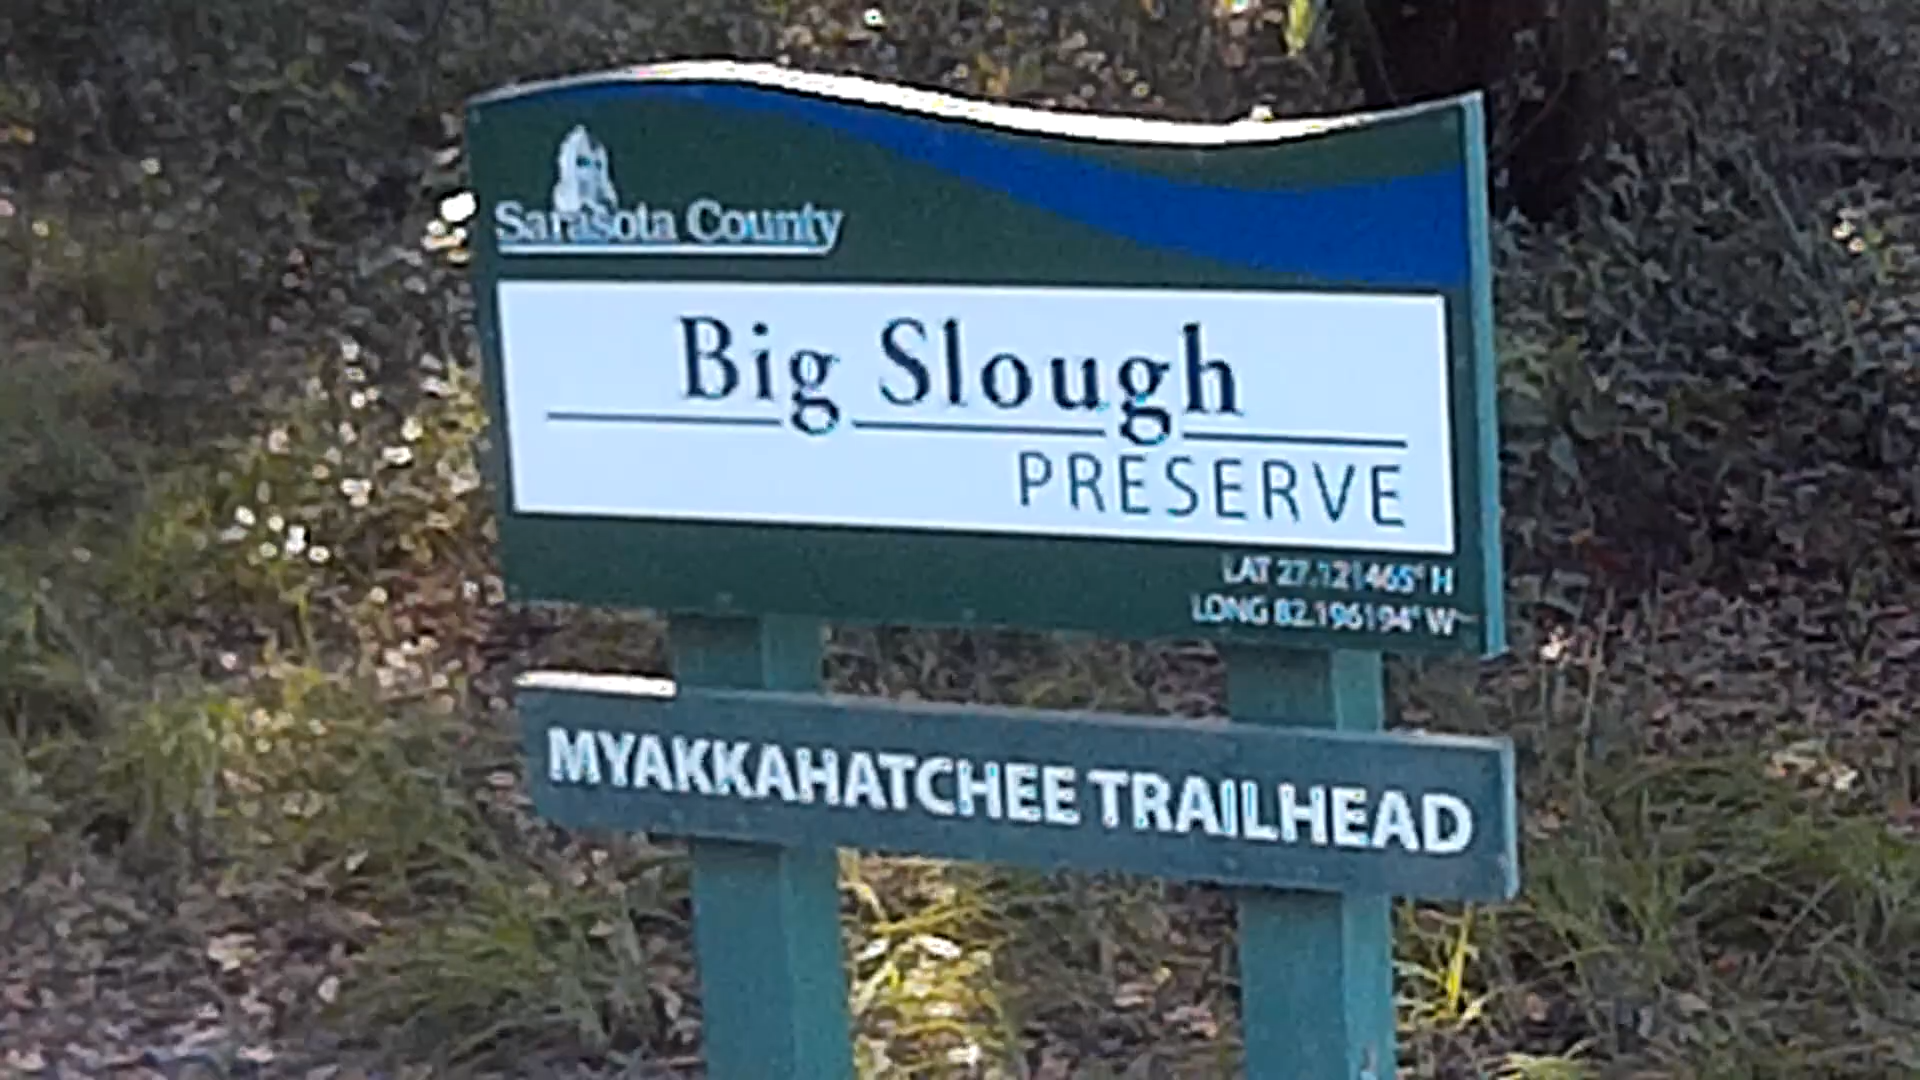 Sarasota County
Big Slough
PRESERVE
LAT 27.121465° N
LONG 82.196194° W
MYAKKAHATCHEE TRAILHEAD